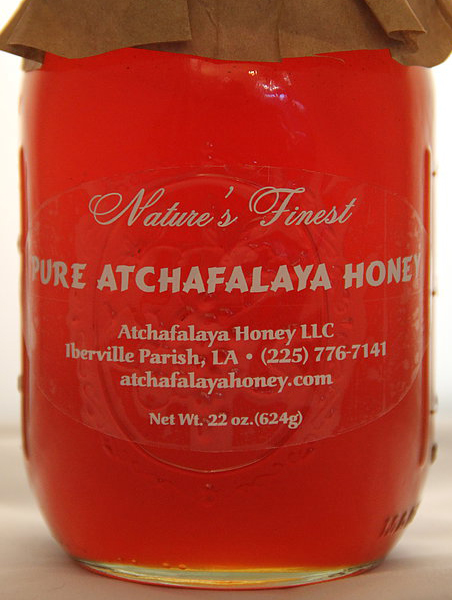 Nature's Finest
PURE ATCHAFALAYA HONEY
Atchafalaya Honey LLC
Iberville Parish, LA • (225) 776-7141
atchafalayahoney.com
Net Wt. 22 oz.(624g)